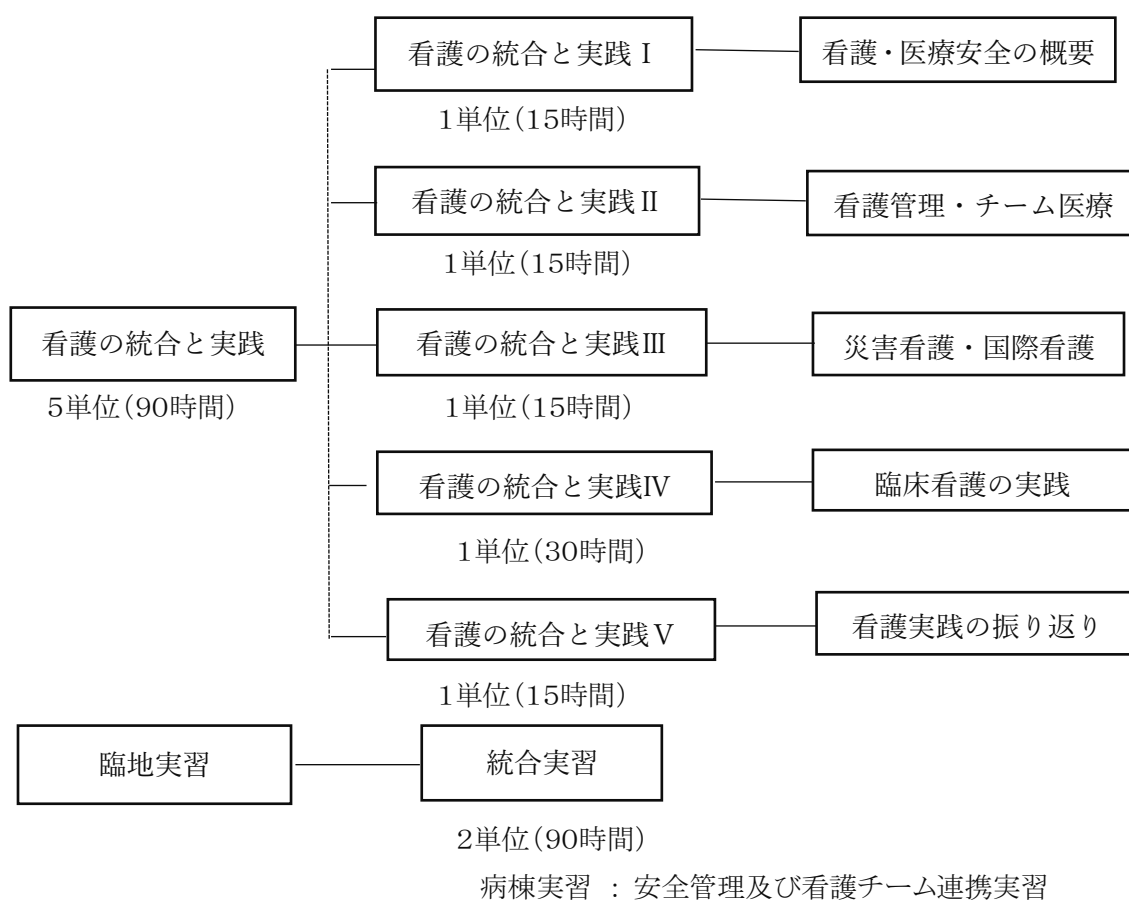 看護の統合と実践Ⅰ
看護・医療安全の概要
1単位(15時間)
看護の統合と実践Ⅱ
看護管理・チーム医療
1単位(15時間)
看護の統合と実践
5単位(90時間)
看護の統合と実践Ⅲ
災害看護・国際看護
1単位(15時間)
看護の統合と実践Ⅳ
臨床看護の実践
1単位(30時間)
看護の統合と実践Ⅴ
看護実践の振り返り
1単位(15時間)
臨地実習
統合実習
2単位(90時間)
病棟実習 : 安全管理及び看護チーム連携実習